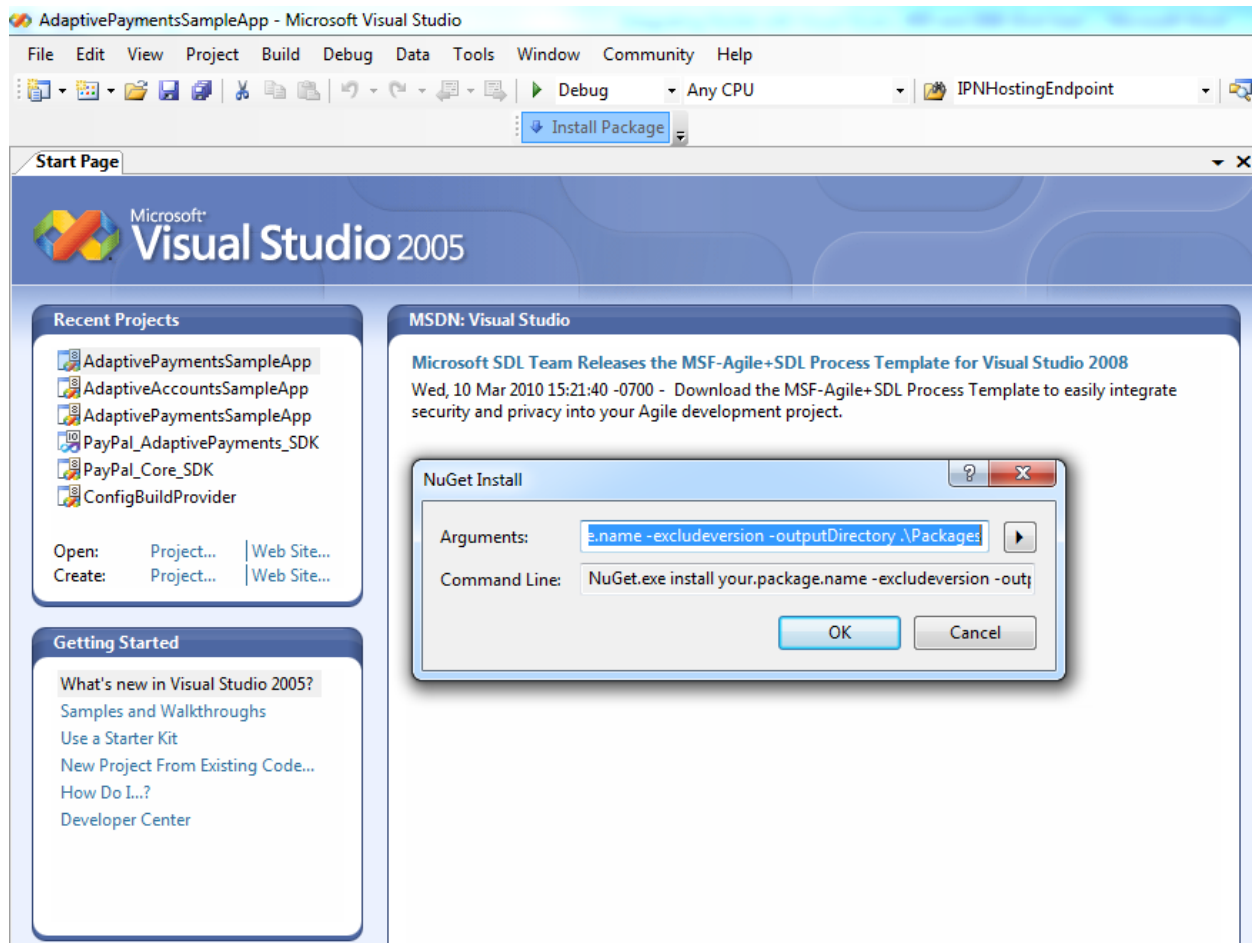 AdaptivePaymentsSampleApp - Microsoft Visual Studio
File Edit View Project Build Debug Data Tools Window Community Help
Debug Any CPU IPNHostingEndpoint
Install Package
Start Page
Microsoft
Visual Studio 2005
Recent Projects
AdaptivePaymentsSampleApp
AdaptiveAccountsSampleApp
AdaptivePaymentsSampleApp
PayPal_AdaptivePayments_SDK
PayPal_Core_SDK
ConfigBuildProvider
Open: Project... Web Site...
Create: Project... Web Site...
Getting Started
What's new in Visual Studio 2005?
Samples and Walkthroughs
Use a Starter Kit
New Project From Existing Code...
How Do I...?
Developer Center
MSDN: Visual Studio
Microsoft SDL Team Releases the MSF-Agile+SDL Process Template for Visual Studio 2008
Wed, 10 Mar 2010 15:21:40 -0700 - Download the MSF-Agile+SDL Process Template to easily integrate
security and privacy into your Agile development project.
NuGet Install
Arguments: e.name -excludeversion -outputDirectory .\Packages
Command Line: NuGet.exe install your.package.name -excludeversion -outp
OK Cancel